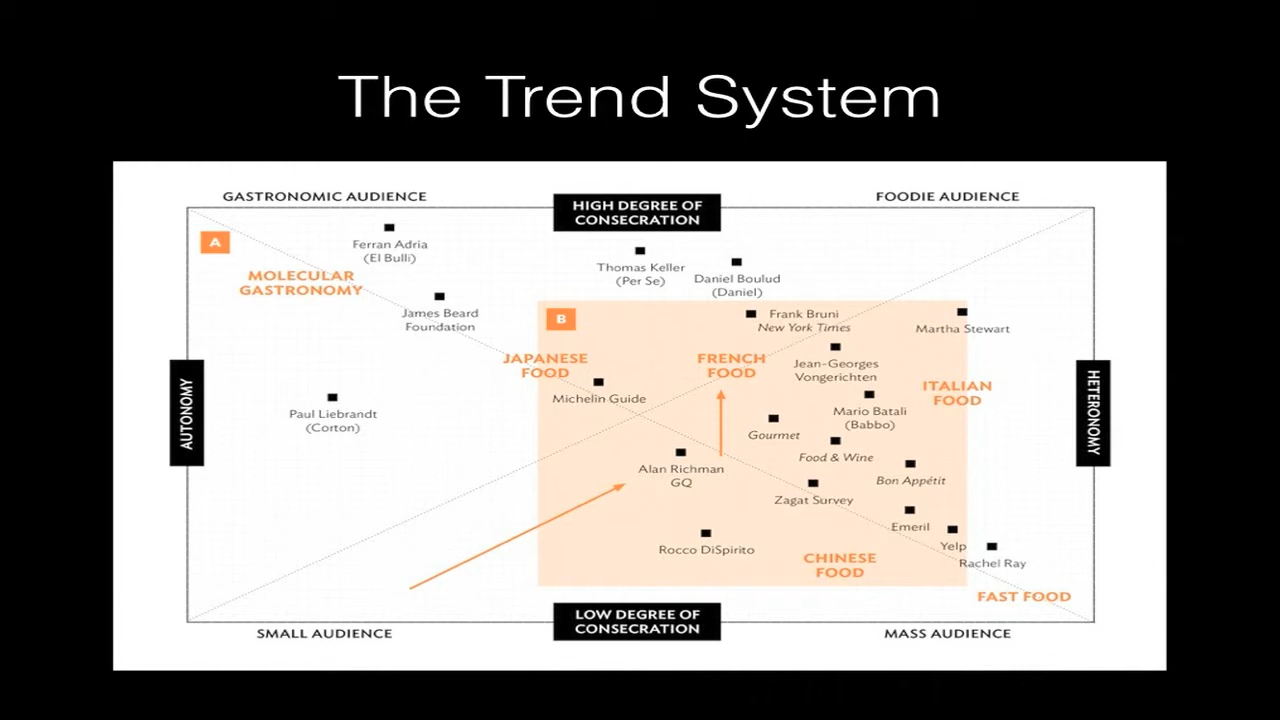 The Trend System
GASTRONOMIC AUDIENCE
HIGH DEGREE OF
CONSECRATION
FOODIE AUDIENCE
A
Ferran Adria
(El Bulli)
MOLECULAR
GASTRONOMY
Thomas Keller
(Per Se)
Daniel Boulud
(Daniel)
James Beard
Foundation
B
Frank Bruni
New York Times
Martha Stewart
JAPANESE
FOOD
FRENCH
FOOD
Jean-Georges
Vongerichten
Michelin Guide
ITALIAN
FOOD
AUTONOMY
HETERONOMY
Paul Liebrandt
(Corton)
Mario Batali
(Babbo)
Gourmet
Food & Wine
Alan Richman
GQ
Bon Appétit
Zagat Survey
Emeril
Rocco DiSpirito
Yelp
Rachel Ray
CHINESE
FOOD
FAST FOOD
SMALL AUDIENCE
LOW DEGREE OF
CONSECRATION
MASS AUDIENCE